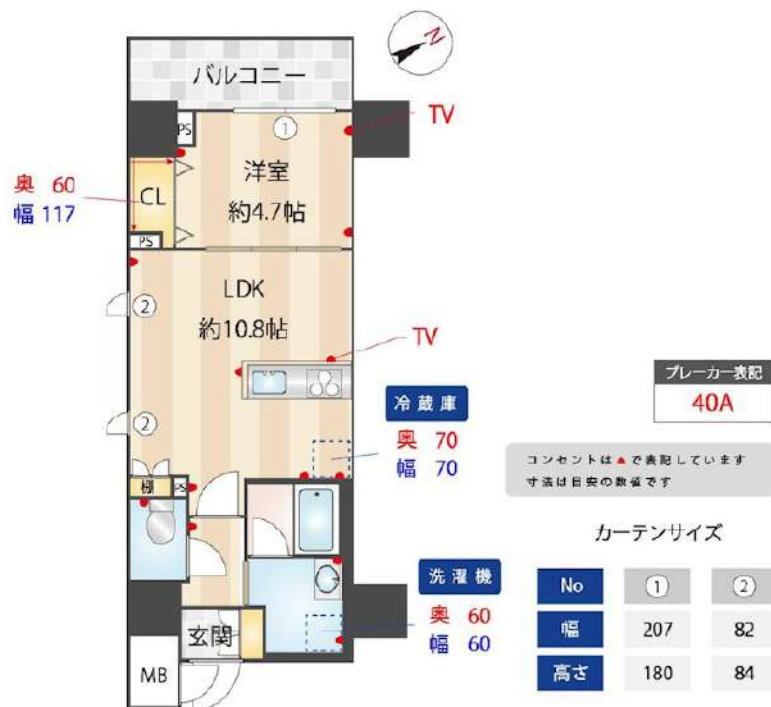 バルコニー
N
PS
①
TV
洋室
約4.7帖
CL
奥 60
幅 117
PS
LDK
約10.8帖
②
TV
②
冷蔵庫
奥 70
幅 70
棚
PS
洗濯機
奥 60
幅 60
玄関
MB
ブレーカー表記
40A
コンセントは▲で表記しています
寸法は目安の数値です
カーテンサイズ
No ① ②
幅 207 82
高さ 180 84